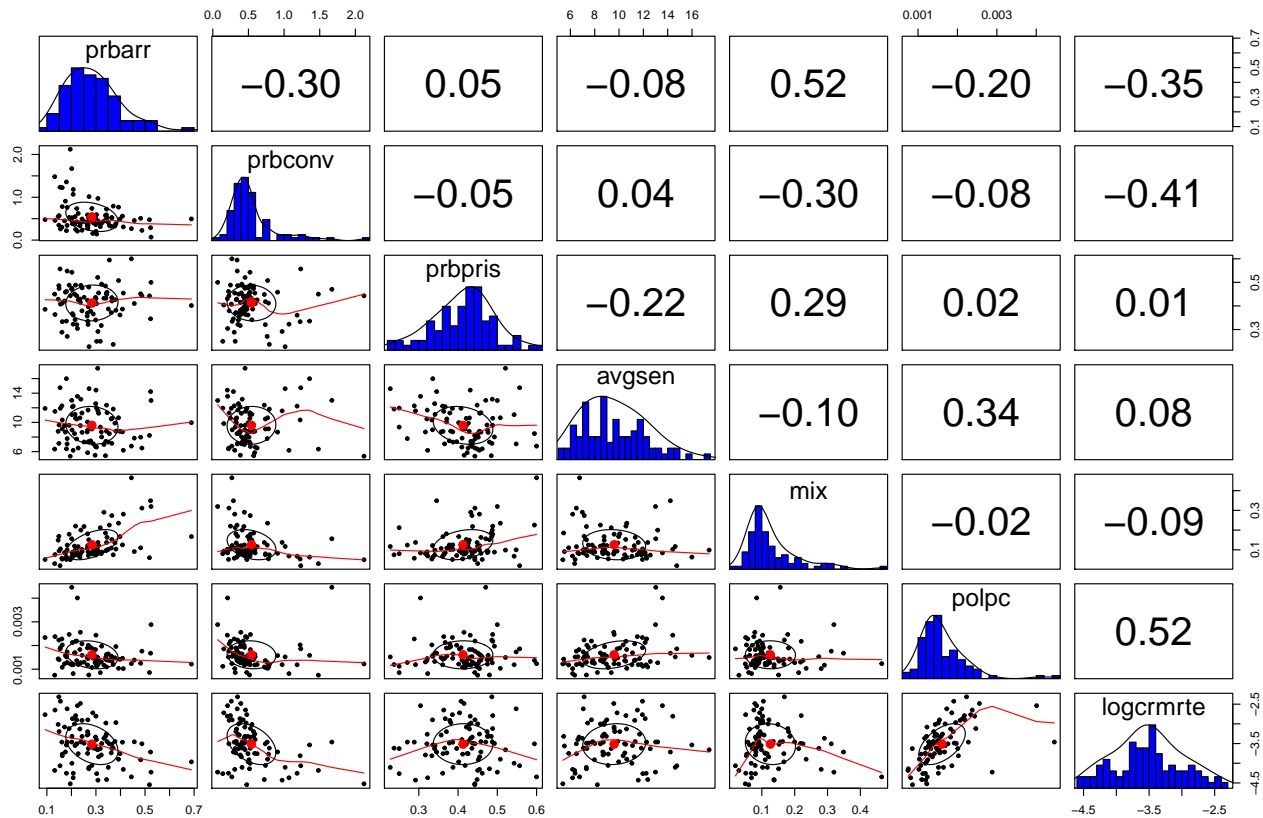 0.0 0.5 1.0 1.5 2.0 6 8 10 12 14 16 0.001 0.003
prbarr −0.30 0.05 −0.08 0.52 −0.20 −0.35 0.1 0.3 0.5 0.7
0.0 1.0 2.0 prbconv −0.05 0.04 −0.30 −0.08 −0.41
prbpris −0.22 0.29 0.02 0.01 0.3 0.5
6 10 14 avgsen −0.10 0.34 0.08
mix −0.02 −0.09 0.1 0.3
0.001 0.003 polpc 0.52
logcrmrte −4.5 −3.5 −2.5
0.1 0.3 0.5 0.7 0.3 0.4 0.5 0.6 0.1 0.2 0.3 0.4 −4.5 −3.5 −2.5